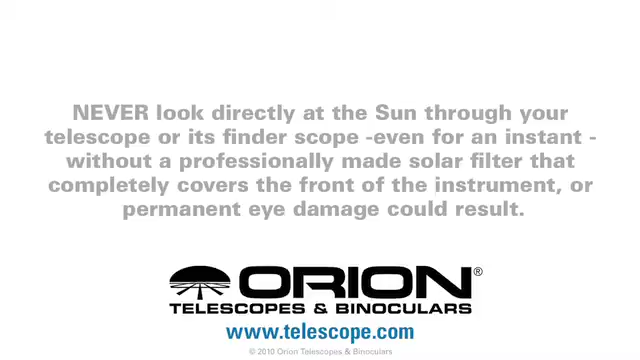 NEVER look directly at the Sun through your
telescope or its finder scope -even for an instant -
without a professionally made solar filter that
completely covers the front of the instrument, or
permanent eye damage could result.
ORION®
TELESCOPES & BINOCULARS
www.telescope.com
© 2010 Orion Telescopes & Binoculars